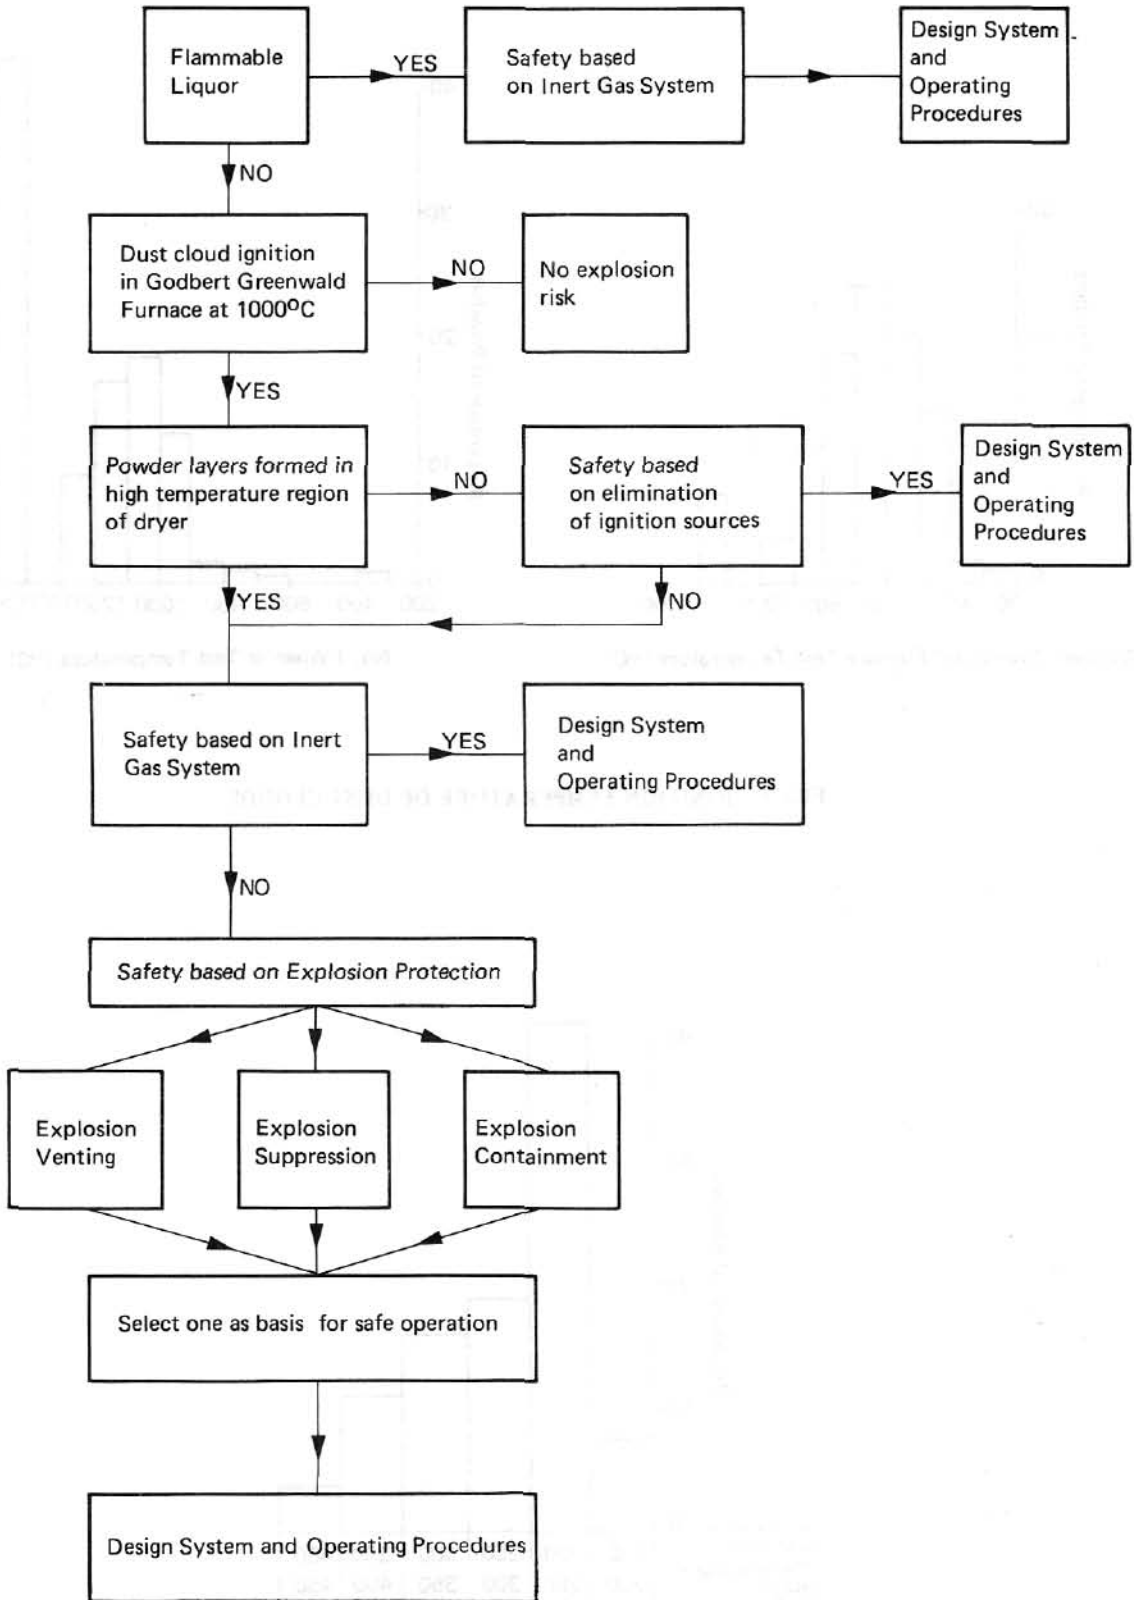 Flammable
Liquor
YES
Safety based
on Inert Gas System
Design System
and
Operating
Procedures
NO
Dust cloud ignition
in Godbert Greenwald
Furnace at 1000°C
NO
No explosion
risk
YES
Powder layers formed in
high temperature region
of dryer
NO
Safety based
on elimination
of ignition sources
YES
Design System
and
Operating
Procedures
YES
NO
Safety based on Inert
Gas System
YES
Design System
and
Operating Procedures
NO
Safety based on Explosion Protection
Explosion
Venting
Explosion
Suppression
Explosion
Containment
Select one as basis for safe operation
Design System and Operating Procedures